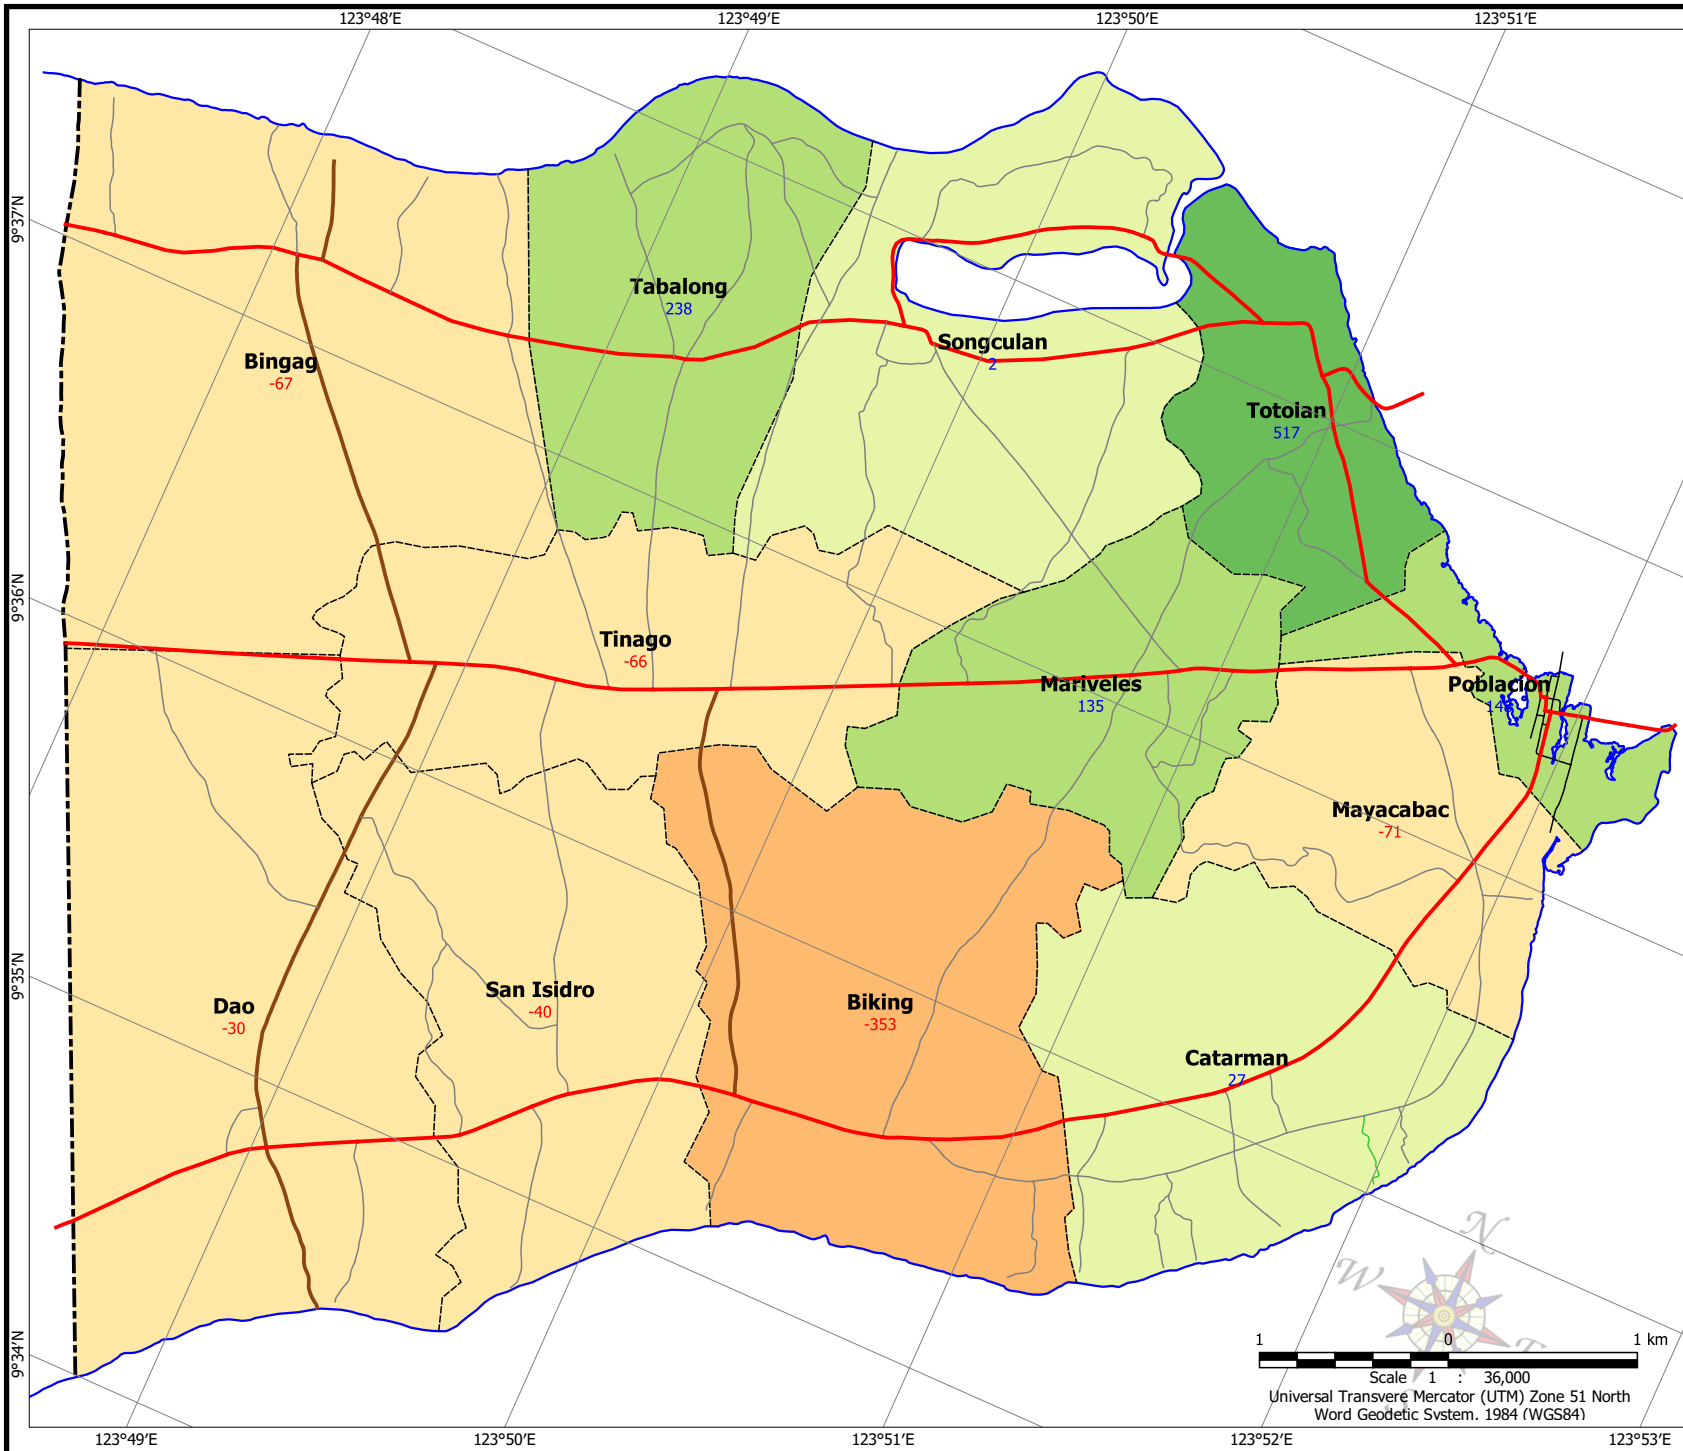 123°48′E 123°49′E 123°50′E 123°51′E
N
9°37′N
Tabalong
238
Songculan
2
Bingag
-67
Totolan
517
9°36′N
Tinago
-66
Mariveles
135
Poblacion
Mayacabac
-71
9°35′N
San Isidro
-40
Dao
-30
Biking
-353
Catarman
27
W
9°34′N
1 0 1 km
Scale 1 : 36,000
Universal Transvere Mercator (UTM) Zone 51 North
Word Geodetic System, 1984 (WGS84)
123°49′E 123°50′E 123°51′E 123°52′E 123°53′E